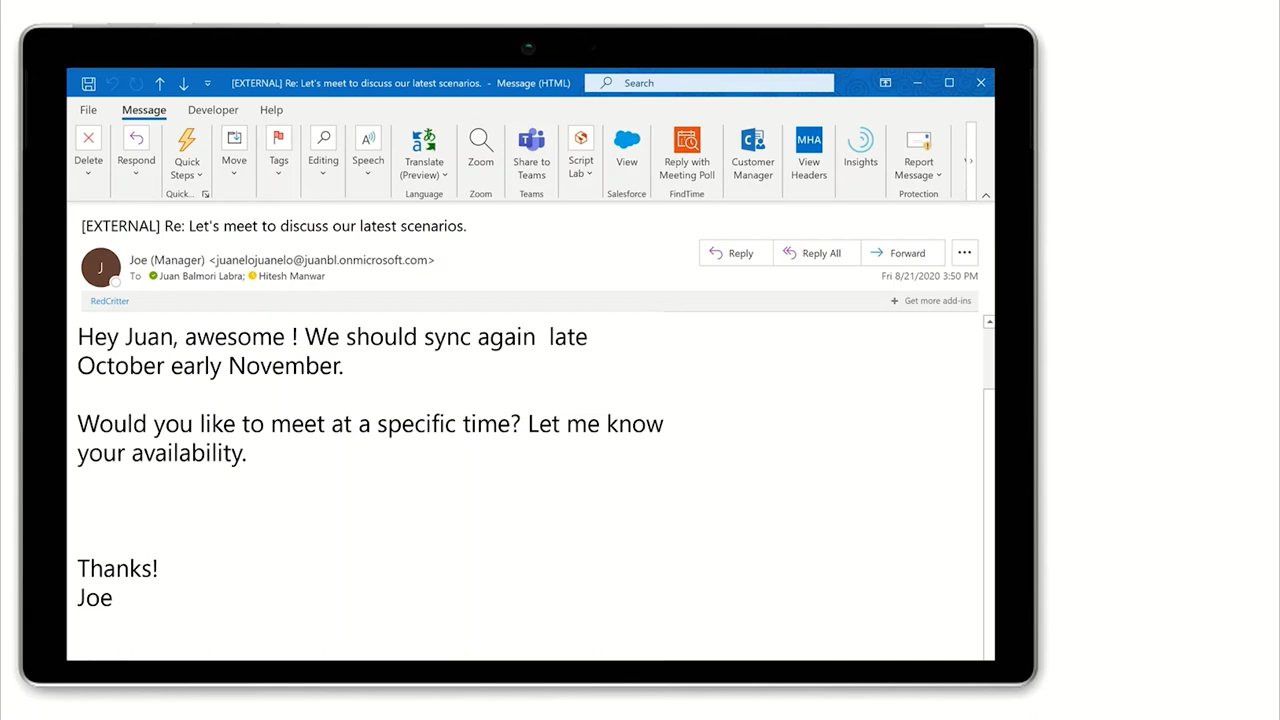 [EXTERNAL] Re: Let's meet to discuss our latest scenarios. - Message (HTML)
Search
File Message Developer Help
Delete
Respond
Quick Steps
Move
Tags
Editing
Speech
Translate (Preview)
Zoom
Share to Teams
Script Lab
View
Reply with Meeting Poll
Customer Manager
MHA
View Headers
Insights
Report Message
Quick...
Language
Zoom
Teams
Salesforce
FindTime
Protection
[EXTERNAL] Re: Let's meet to discuss our latest scenarios.
J
Joe (Manager) <juanelojuanelo@juanbl.onmicrosoft.com>
To Juan Balmori Labra; Hitesh Manwar
Reply
Reply All
Forward
Fri 8/21/2020 3:50 PM
RedCritter
+ Get more add-ins
Hey Juan, awesome ! We should sync again  late
October early November.
Would you like to meet at a specific time? Let me know
your availability.
Thanks!
Joe